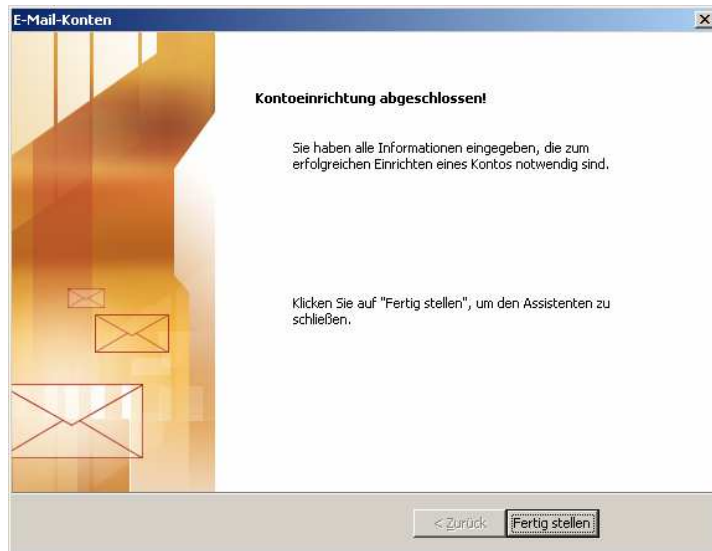 E-Mail-Konten
Kontoeinrichtung abgeschlossen!
Sie haben alle Informationen eingegeben, die zum
erfolgreichen Einrichten eines Kontos notwendig sind.
Klicken Sie auf "Fertig stellen", um den Assistenten zu
schließen.
< Zurück Fertig stellen